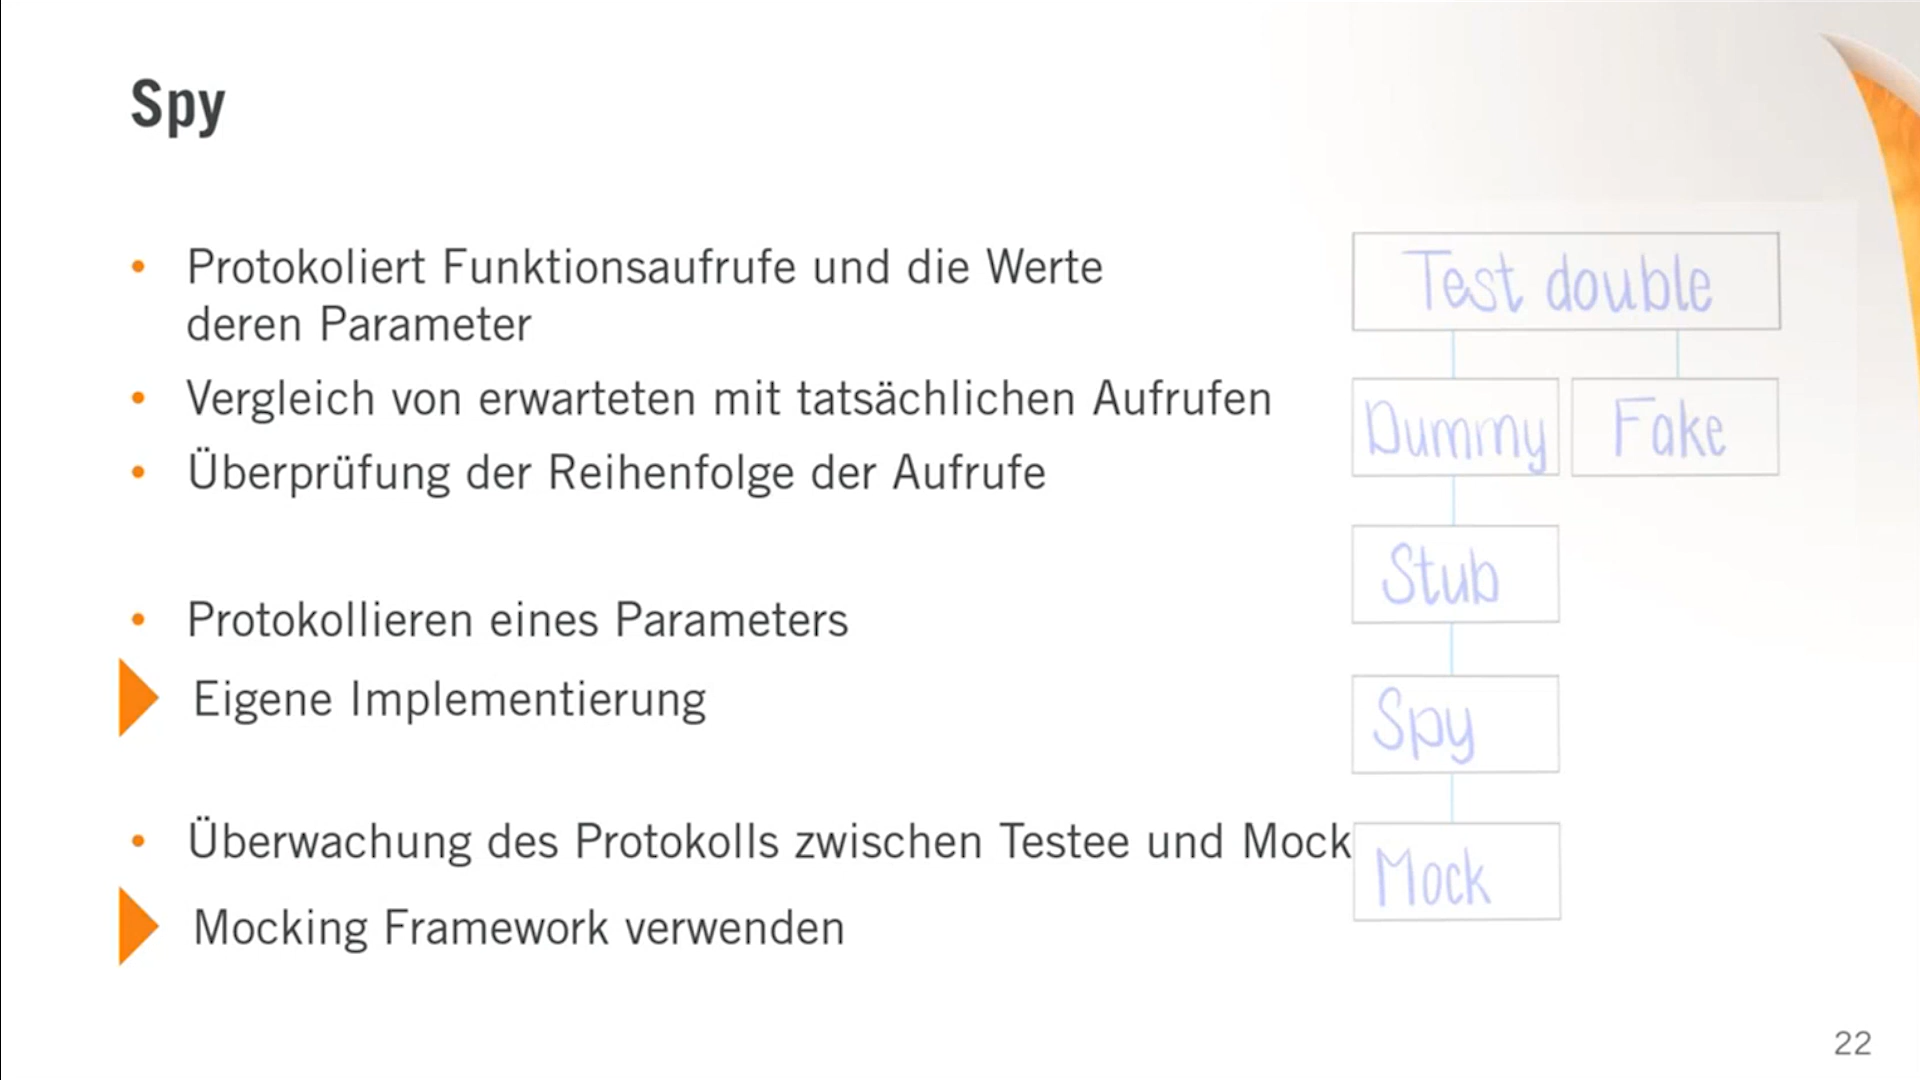 Spy
Protokoliert Funktionsaufrufe und die Werte
deren Parameter
Vergleich von erwarteten mit tatsächlichen Aufrufen
Überprüfung der Reihenfolge der Aufrufe
Protokollieren eines Parameters
Eigene Implementierung
Überwachung des Protokolls zwischen Testee und Mock
Mocking Framework verwenden
Test double
Dummy
Fake
Stub
Spy
Mock
22